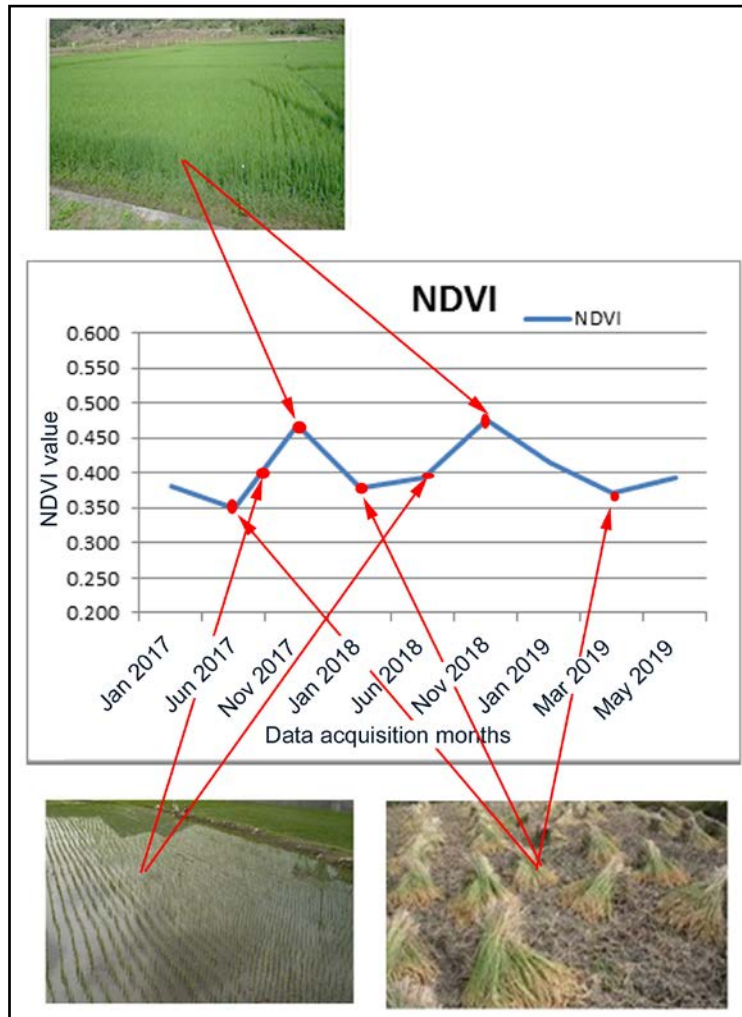 NDVI
NDVI
0.600
0.550
0.500
0.450
0.400
0.350
0.300
0.250
0.200
NDVI value
Jan 2017
Jun 2017
Nov 2017
Jan 2018
Jun 2018
Nov 2018
Jan 2019
Mar 2019
May 2019
Data acquisition months